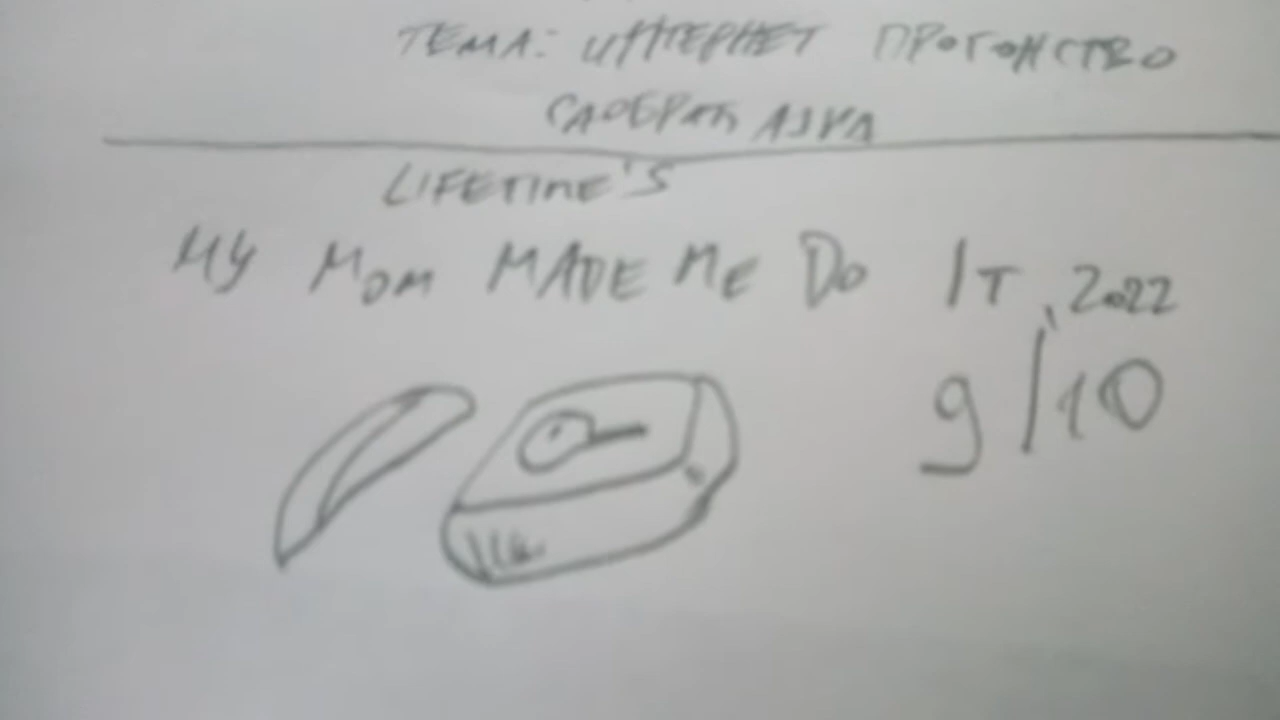 ТЕМА: ИНТЕРНЕТ ПРОГОНСТВО
LIFETIME'S
MY MOM MADE ME DO IT, 2022
9/10